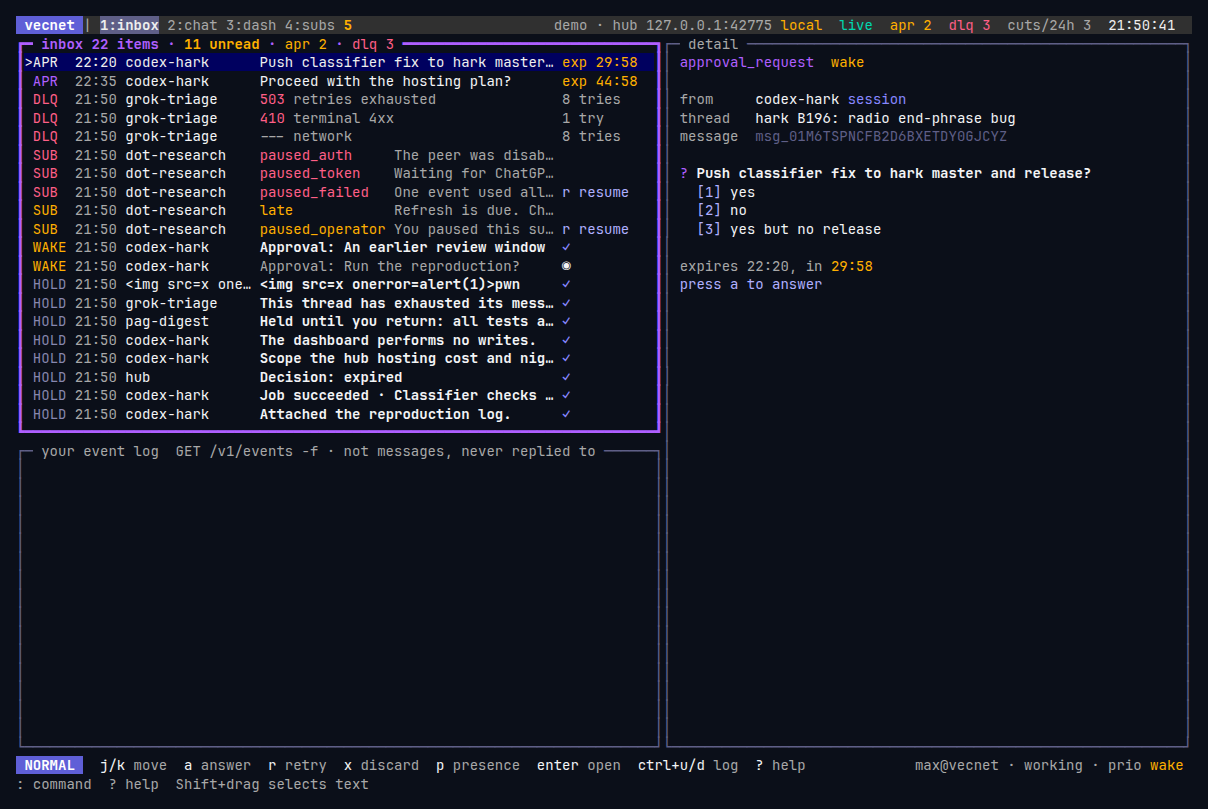 vecnet | 1:inbox 2:chat 3:dash 4:subs 5 demo · hub 127.0.0.1:42775 local live apr 2 dlq 3 cuts/24h 3 21:50:41
inbox 22 items · 11 unread · apr 2 · dlq 3
>APR 22:20 codex-hark Push classifier fix to hark master… exp 29:58
APR 22:35 codex-hark Proceed with the hosting plan? exp 44:58
DLQ 21:50 grok-triage 503 retries exhausted 8 tries
DLQ 21:50 grok-triage 410 terminal 4xx 1 try
DLQ 21:50 grok-triage --- network 8 tries
SUB 21:50 dot-research paused_auth The peer was disab…
SUB 21:50 dot-research paused_token Waiting for ChatGP…
SUB 21:50 dot-research paused_failed One event used all… r resume
SUB 21:50 dot-research late Refresh is due. Ch…
SUB 21:50 dot-research paused_operator You paused this su… r resume
WAKE 21:50 codex-hark Approval: An earlier review window ✓
WAKE 21:50 codex-hark Approval: Run the reproduction? ◉
HOLD 21:50 <img src=x one… <img src=x onerror=alert(1)>pwn ✓
HOLD 21:50 grok-triage This thread has exhausted its mess… ✓
HOLD 21:50 pag-digest Held until you return: all tests a… ✓
HOLD 21:50 codex-hark The dashboard performs no writes. ✓
HOLD 21:50 codex-hark Scope the hub hosting cost and nig… ✓
HOLD 21:50 hub Decision: expired ✓
HOLD 21:50 codex-hark Job succeeded · Classifier checks … ✓
HOLD 21:50 codex-hark Attached the reproduction log. ✓
your event log GET /v1/events -f · not messages, never replied to
detail
approval_request wake
from codex-hark session
thread hark B196: radio end-phrase bug
message msg_01M6TSPNCFB2D6BXETDY0GJCYZ
? Push classifier fix to hark master and release?
[1] yes
[2] no
[3] yes but no release
expires 22:20, in 29:58
press a to answer
NORMAL j/k move a answer r retry x discard p presence enter open ctrl+u/d log ? help max@vecnet · working · prio wake
: command ? help Shift+drag selects text